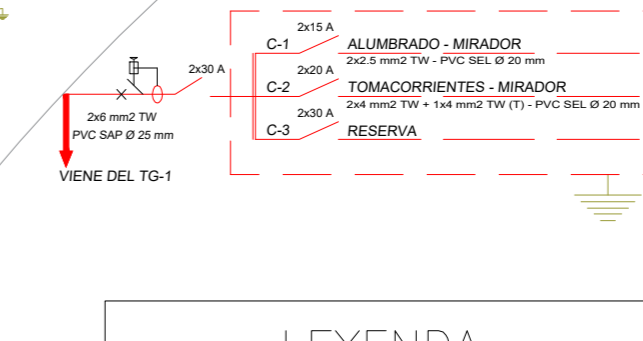 2x15 A
C-1 ALUMBRADO - MIRADOR
2x2.5 mm2 TW - PVC SEL Ø 20 mm
2x30 A
2x20 A
C-2 TOMACORRIENTES - MIRADOR
2x4 mm2 TW + 1x4 mm2 TW (T) - PVC SEL Ø 20 mm
2x6 mm2 TW
PVC SAP Ø 25 mm
2x30 A
C-3 RESERVA
VIENE DEL TG-1
LEYENDA